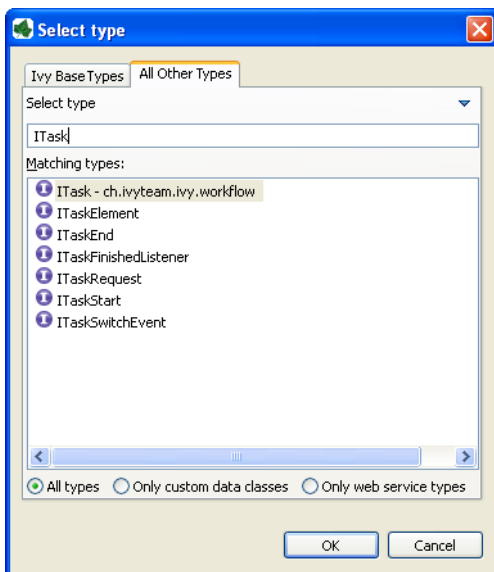 Select type
Ivy Base Types All Other Types
Select type
ITask
Matching types:
ITask - ch.ivyteam.ivy.workflow
ITaskElement
ITaskEnd
ITaskFinishedListener
ITaskRequest
ITaskStart
ITaskSwitchEvent
All types Only custom data classes Only web service types
OK Cancel